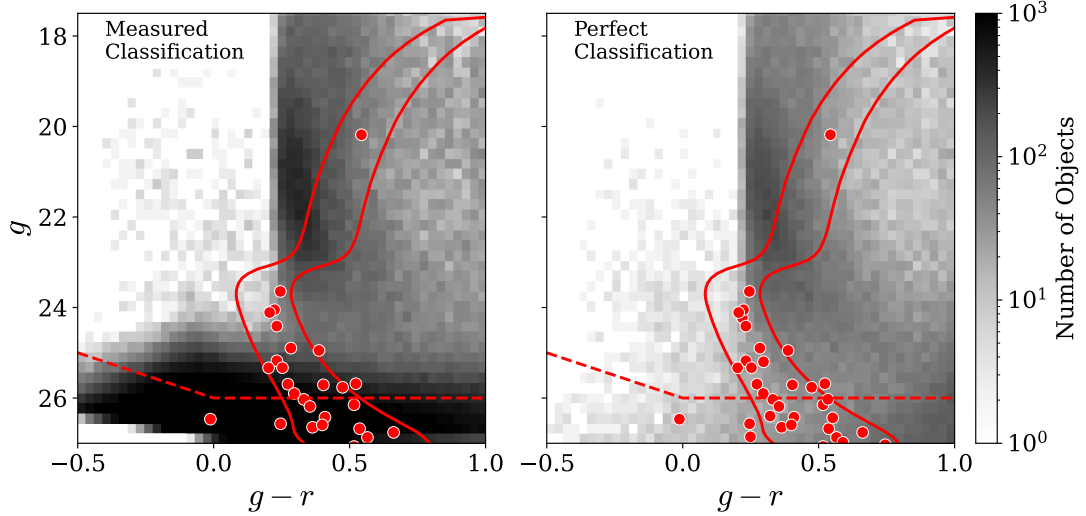 Measured
Classification
Perfect
Classification
18
20
22
24
26
g
−0.5
0.0
0.5
1.0
−0.5
0.0
0.5
1.0
g − r
g − r
10³
10²
10¹
10⁰
Number of Objects